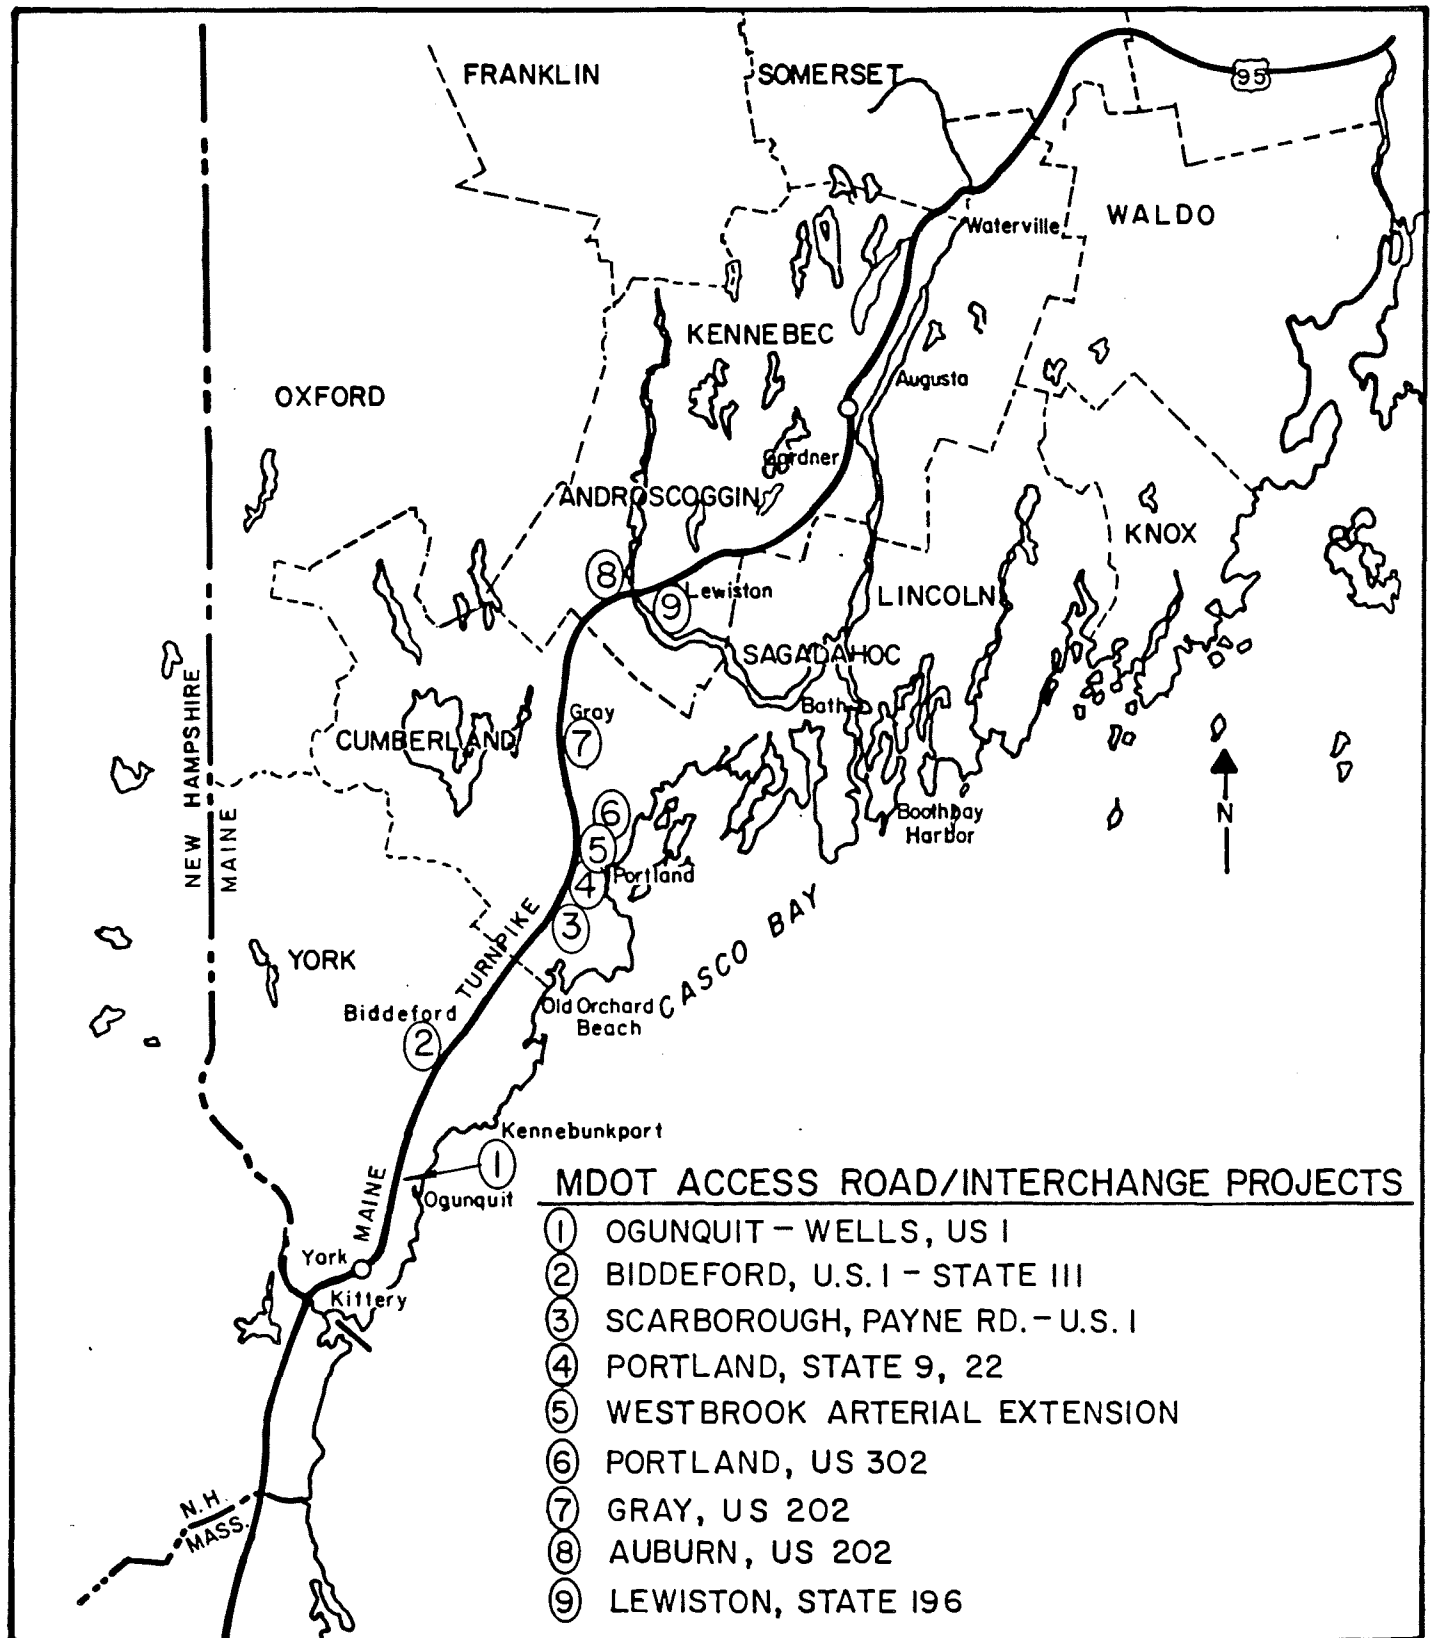 FRANKLIN
SOMERSET
95
WALDO
Waterville
KENNEBEC
Augusta
OXFORD
Gardner
ANDROSCOGGIN
KNOX
8
9
Lewiston
LINCOLN
SAGADAHOC
Bath
Gray
7
CUMBERLAND
NEW HAMPSHIRE
MAINE
6
5
4
3
Portland
Boothbay
Harbor
N
CASCO BAY
YORK
MAINE TURNPIKE
Biddeford
2
Old Orchard
Beach
Kennebunkport
1
Ogunquit
York
Kittery
N.H.
MASS.
MDOT ACCESS ROAD/INTERCHANGE PROJECTS
1 OGUNQUIT - WELLS, US 1
2 BIDDEFORD, U.S. 1 - STATE 111
3 SCARBOROUGH, PAYNE RD. - U.S. 1
4 PORTLAND, STATE 9, 22
5 WESTBROOK ARTERIAL EXTENSION
6 PORTLAND, US 302
7 GRAY, US 202
8 AUBURN, US 202
9 LEWISTON, STATE 196